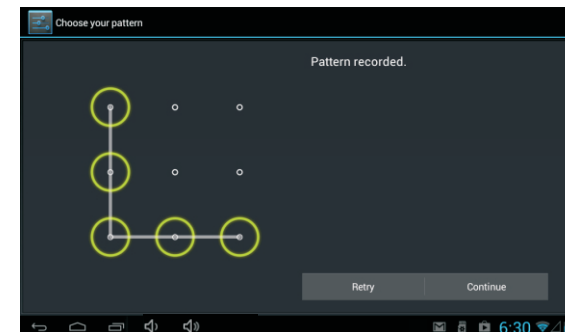 Choose your pattern
Pattern recorded.
Retry
Continue
6:30